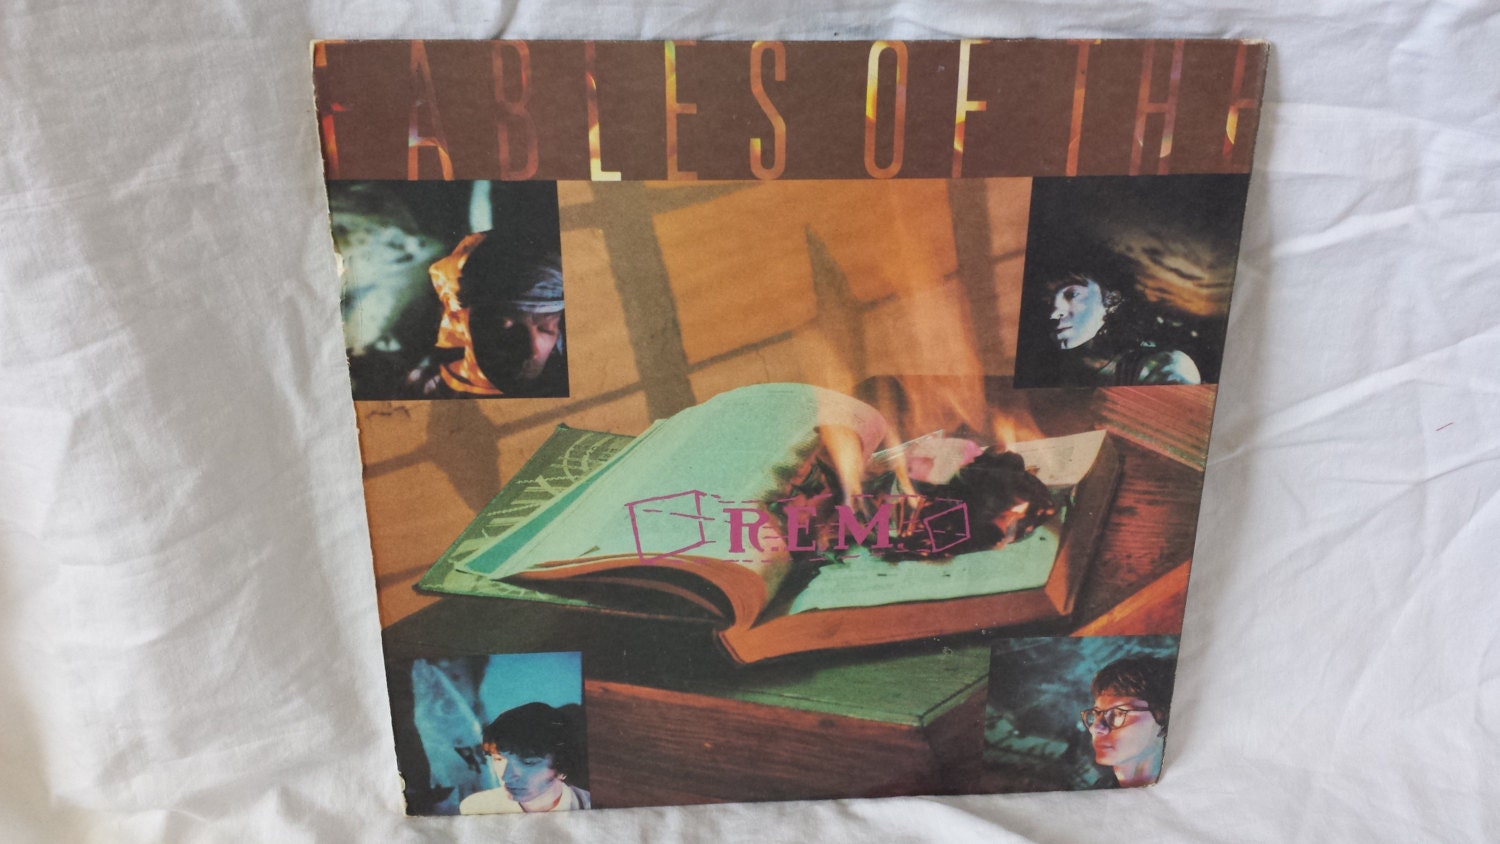 FABLES OF THE
R.E.M.